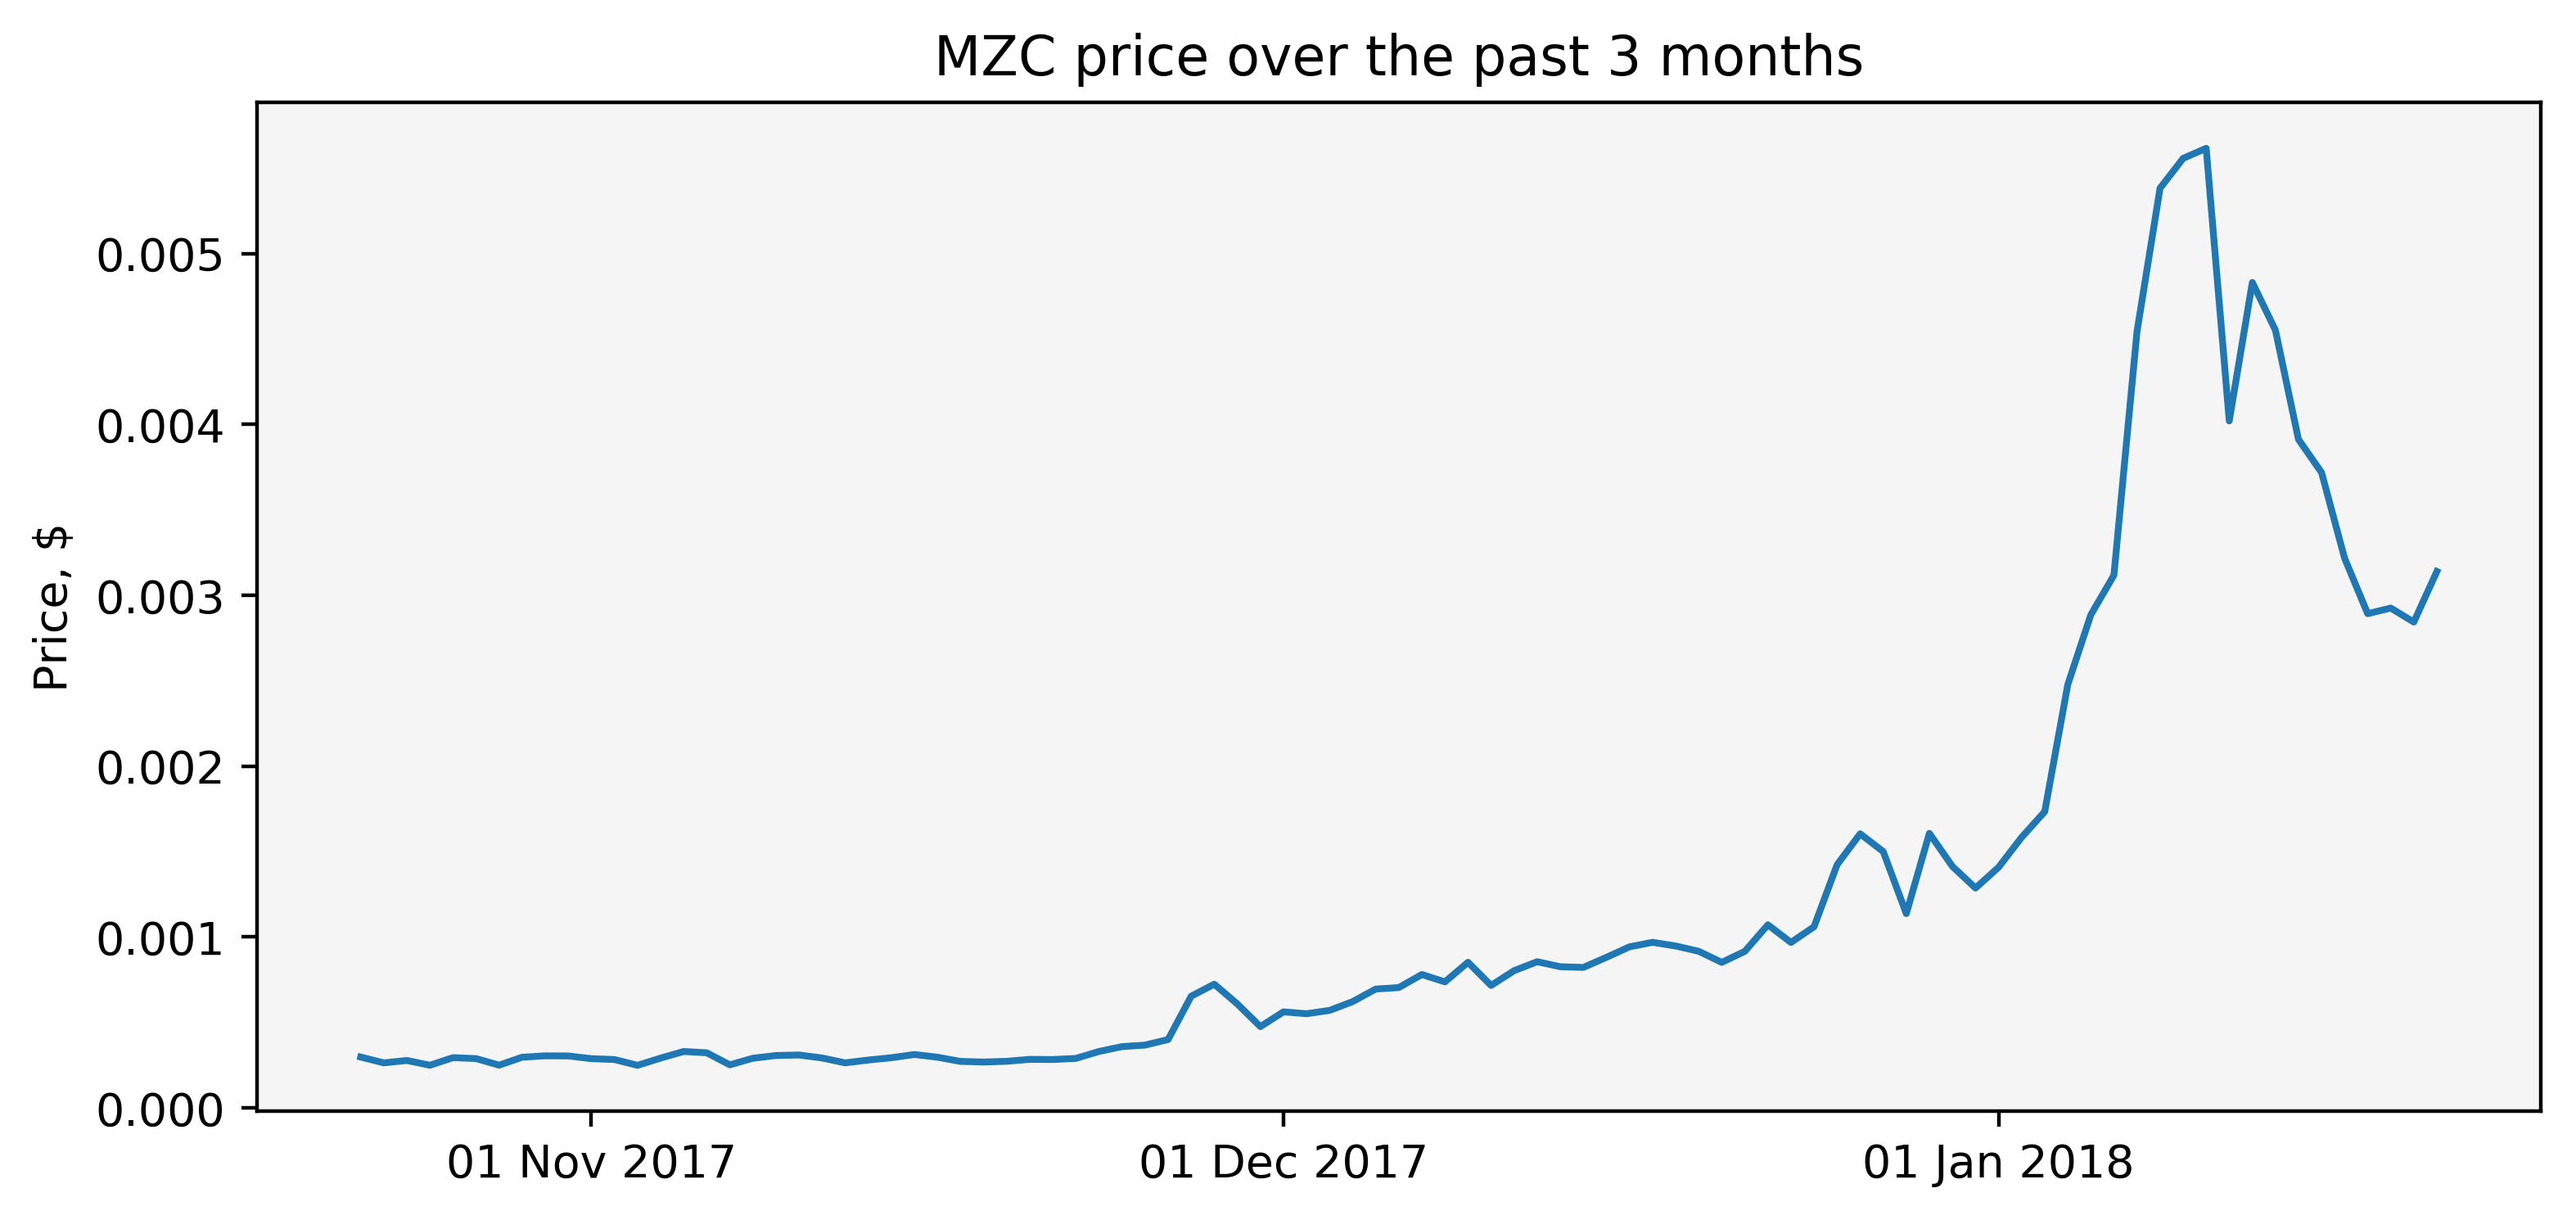 MZC price over the past 3 months
Price, $
0.005
0.004
0.003
0.002
0.001
0.000
01 Nov 2017
01 Dec 2017
01 Jan 2018